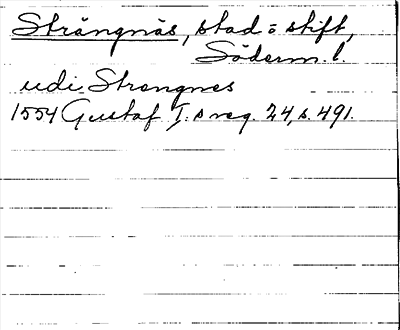 Strängnäs, stad o stift,
Söderm. l.
udi Strengnes
1554 Gustaf I:s reg. 24, s. 491.